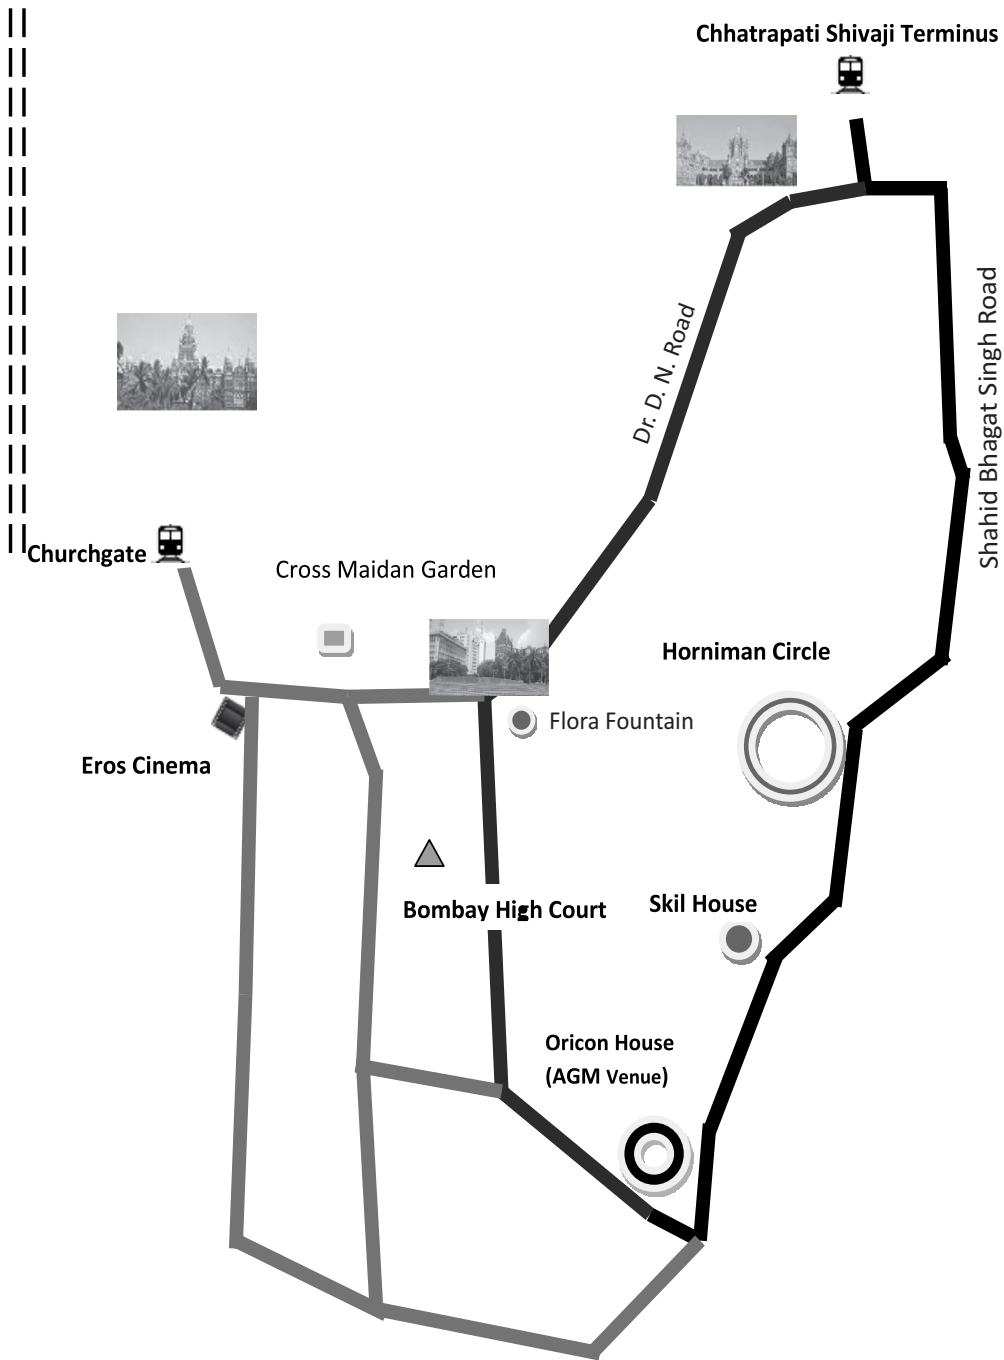 Chhatrapati Shivaji Terminus
Dr. D. N. Road
Shahid Bhagat Singh Road
Churchgate
Cross Maidan Garden
Horniman Circle
Flora Fountain
Eros Cinema
Bombay High Court
Skil House
Oricon House
(AGM Venue)